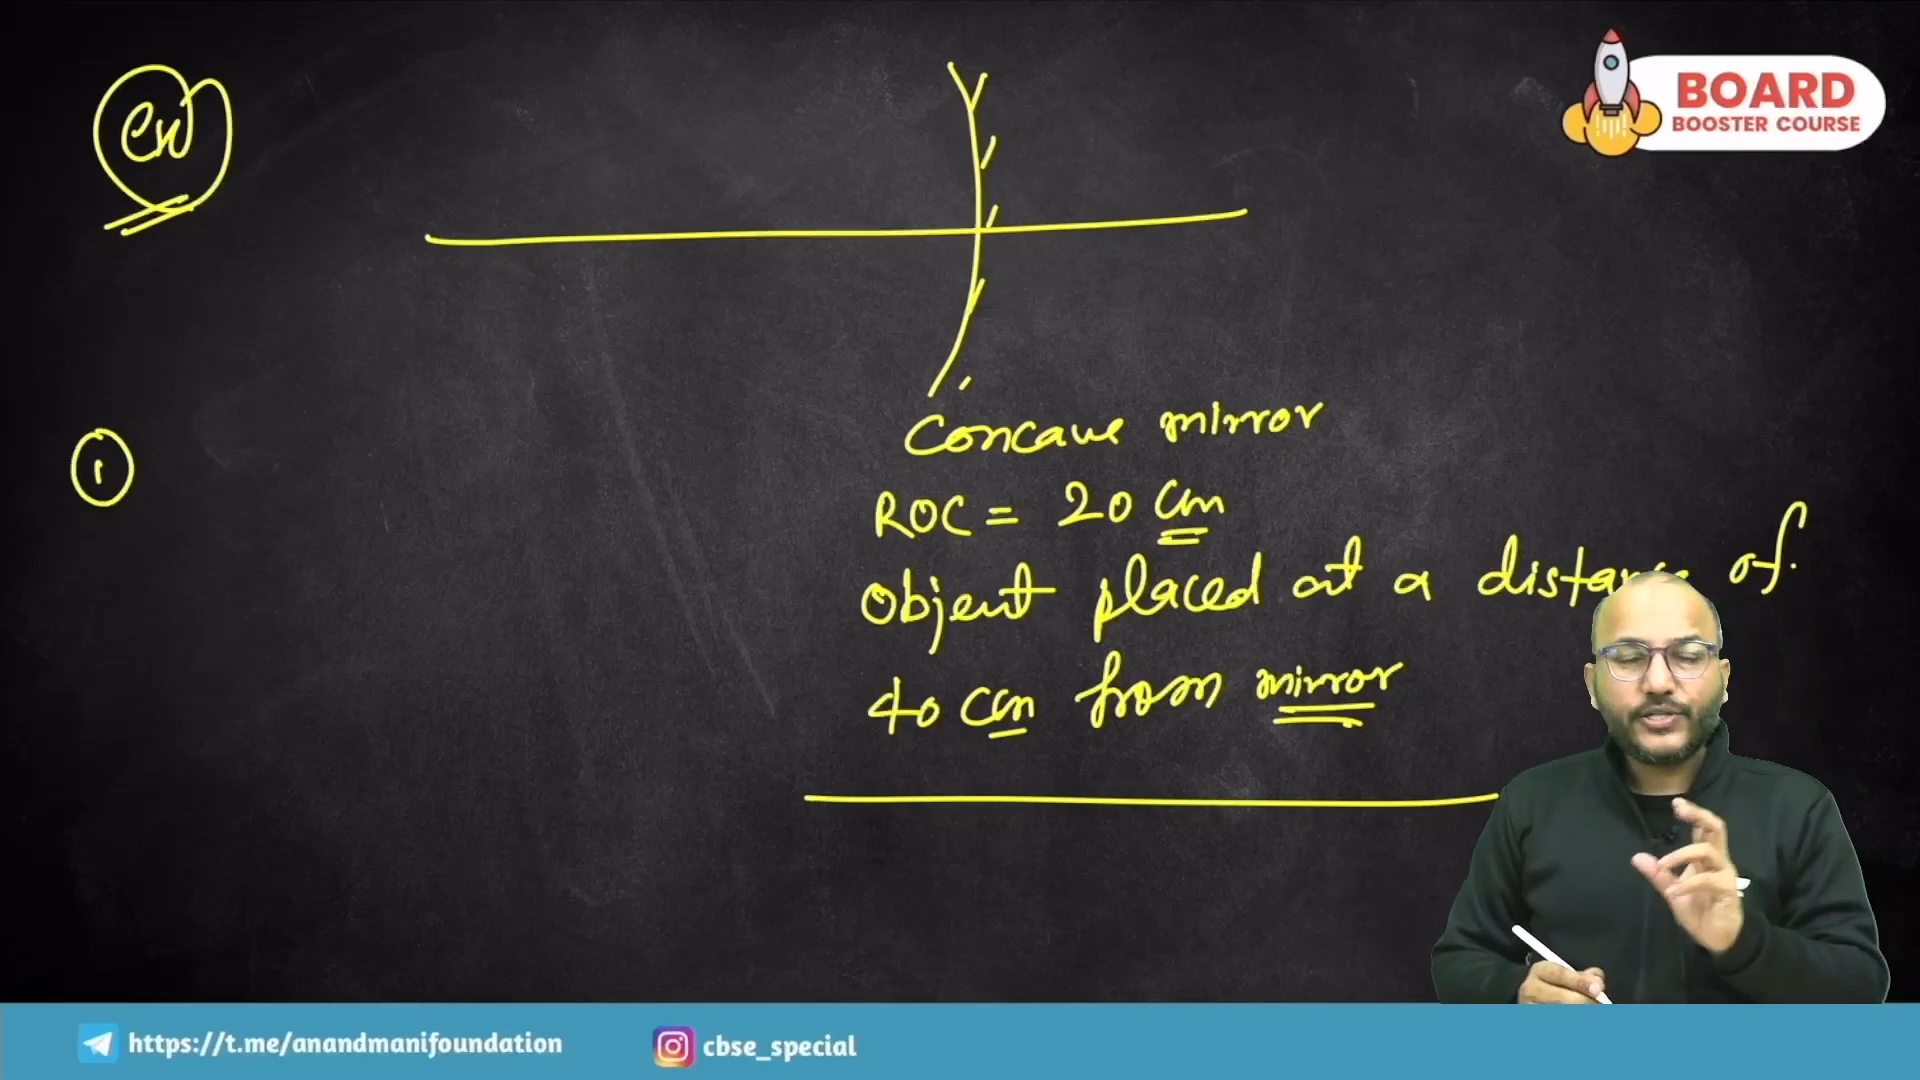 CW
BOARD
BOOSTER COURSE
Concave mirror
①
ROC = 20 cm
Object placed at a distance of
40 cm from mirror
https://t.me/anandmanifoundation
cbse_special